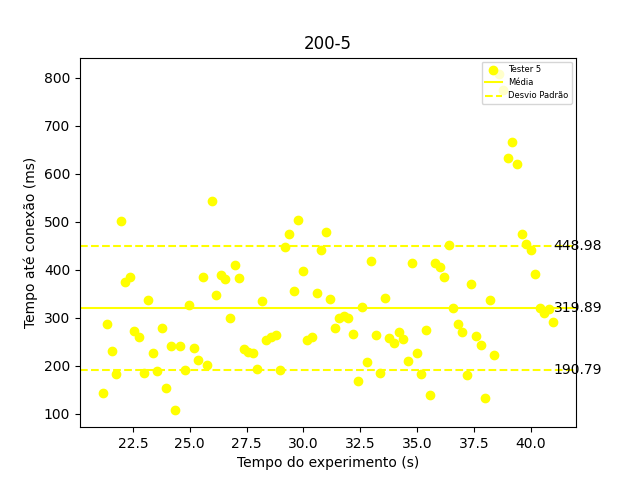 200-5
Tester 5
Média
Desvio Padrão
800
700
600
500
400
300
200
100
448.98
319.89
190.79
Tempo até conexão (ms)
22.5 25.0 27.5 30.0 32.5 35.0 37.5 40.0
Tempo do experimento (s)